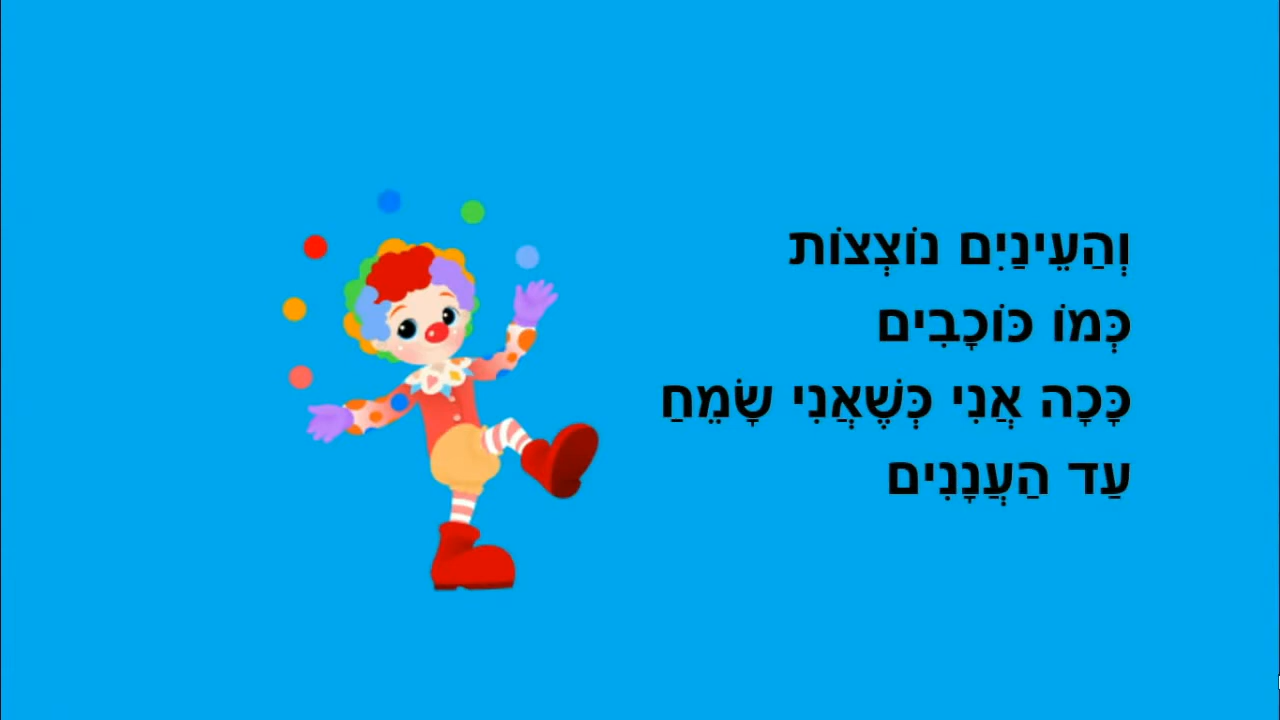 וְהַעֵינַיִם נוֹצְצוֹת
כְּמוֹ כּוֹכָבִים
כָּכָה אֲנִי כְּשֶׁאֲנִי שָׂמֵחַ
עַד הַעֲנָנִים